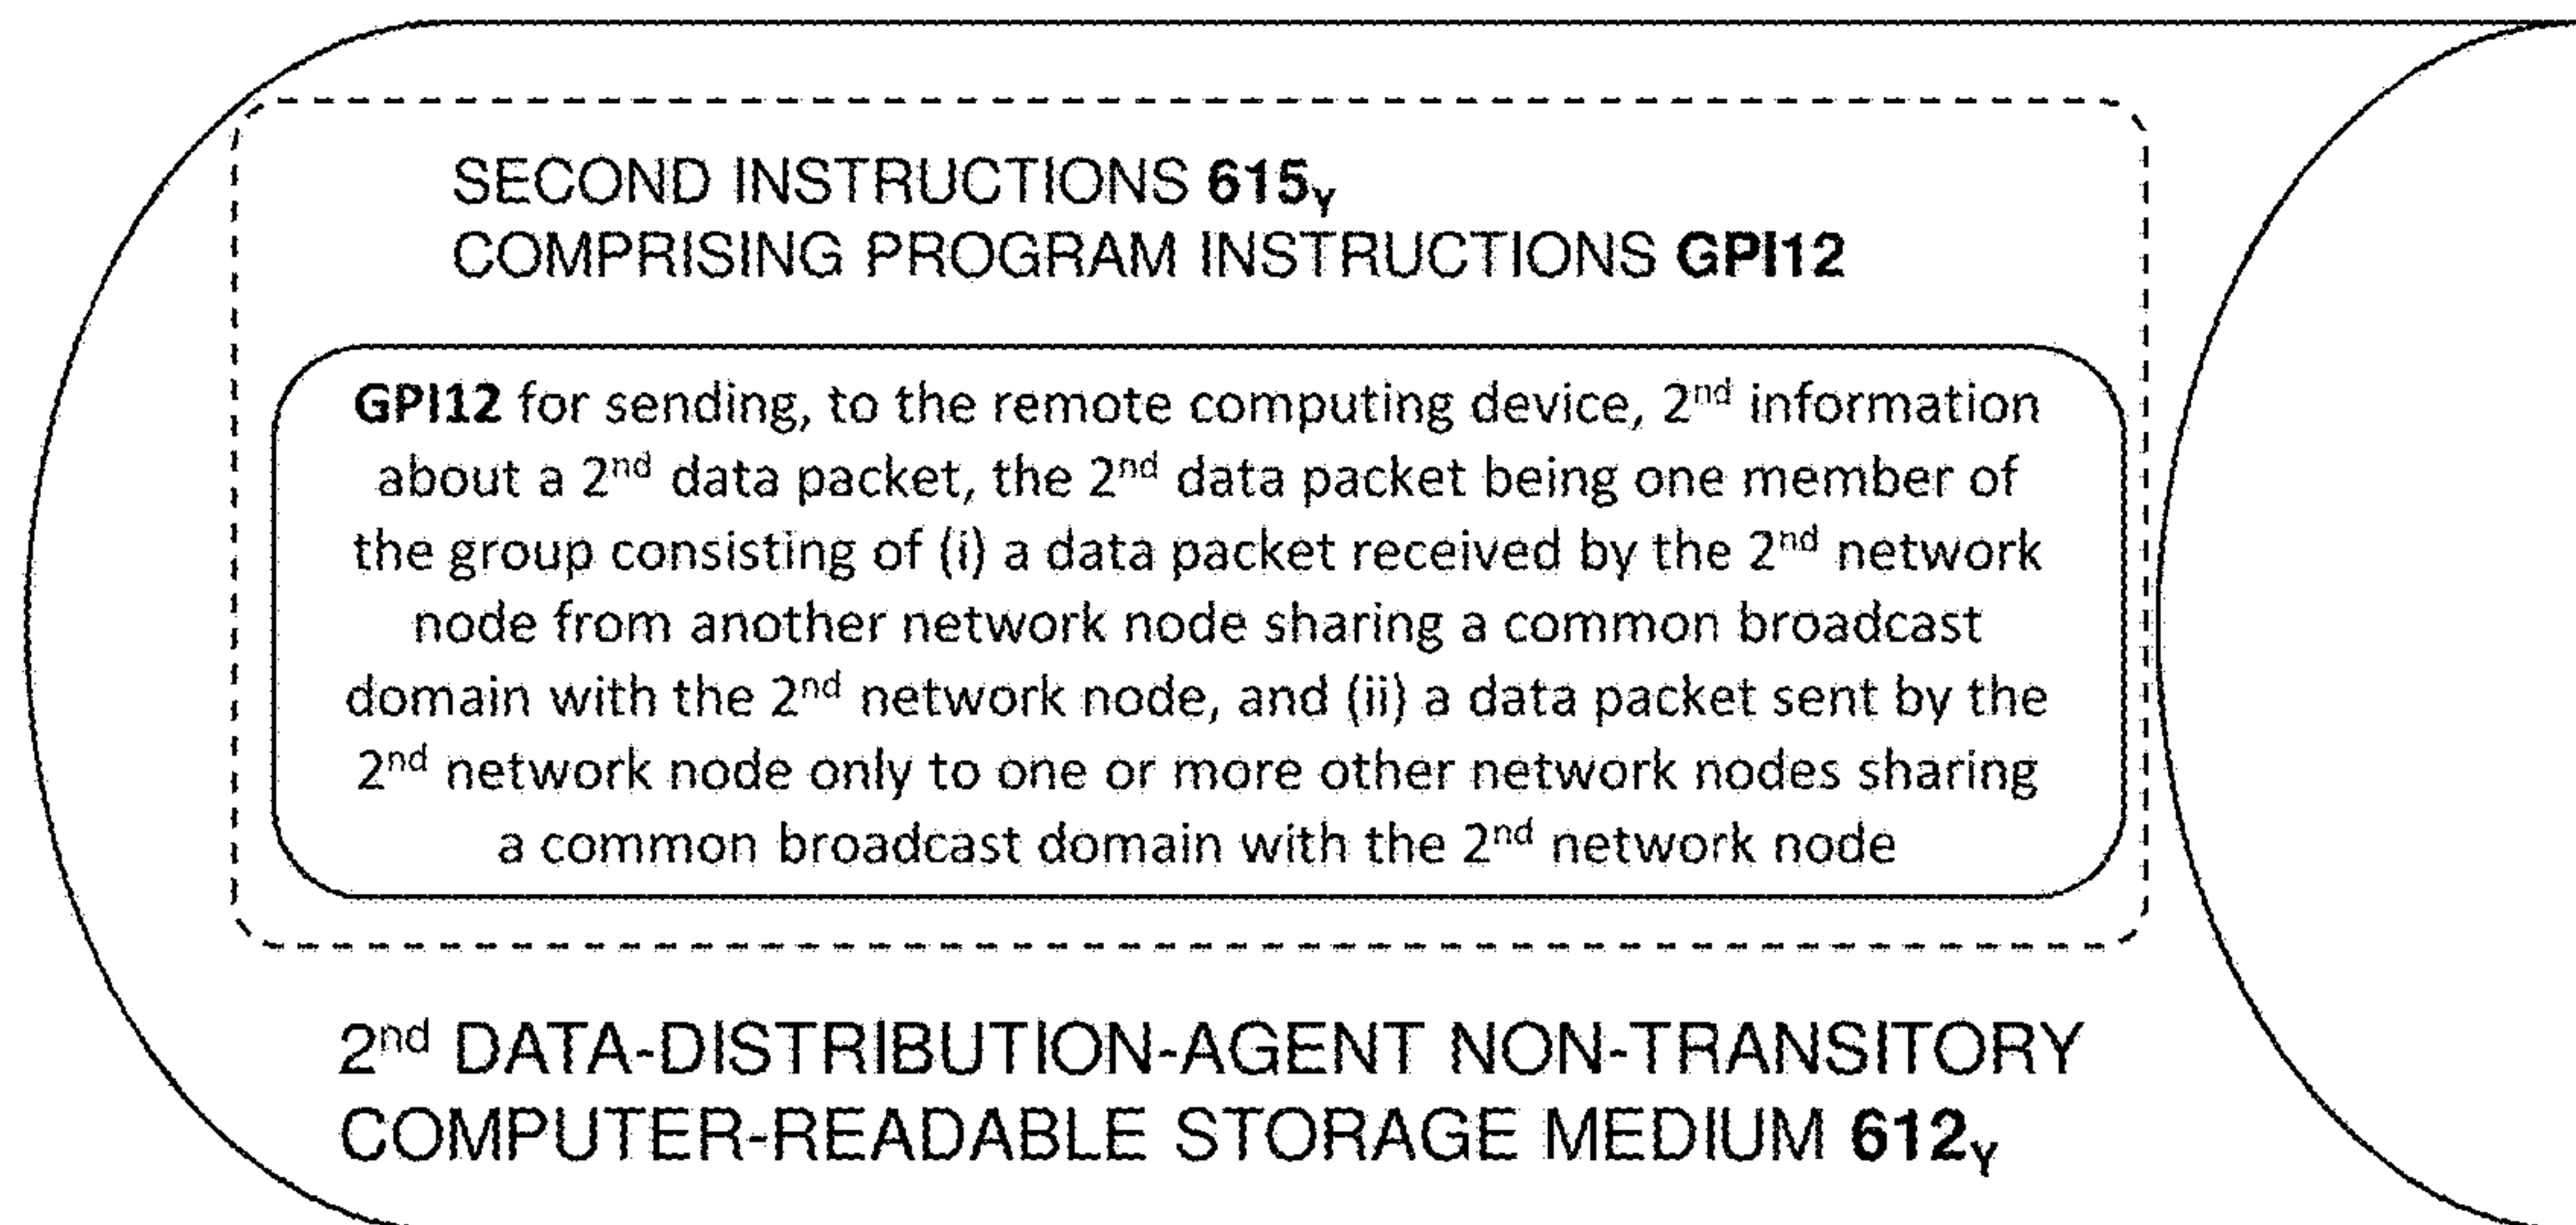 SECOND INSTRUCTIONS 615Y
COMPRISING PROGRAM INSTRUCTIONS GPI12
GPI12 for sending, to the remote computing device, 2nd information
about a 2nd data packet, the 2nd data packet being one member of
the group consisting of (i) a data packet received by the 2nd network
node from another network node sharing a common broadcast
domain with the 2nd network node, and (ii) a data packet sent by the
2nd network node only to one or more other network nodes sharing
a common broadcast domain with the 2nd network node
2nd DATA-DISTRIBUTION-AGENT NON-TRANSITORY
COMPUTER-READABLE STORAGE MEDIUM 612Y